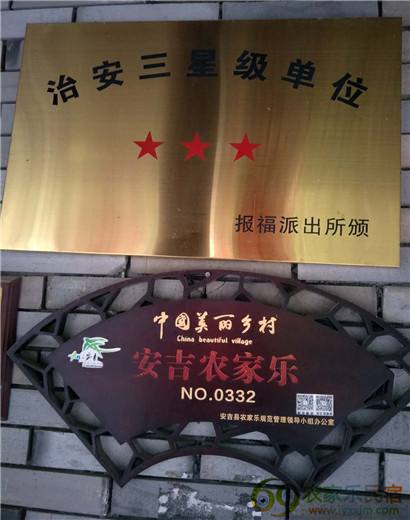 治安三星级单位
报福派出所颁
中国美丽乡村
China beautiful village
安吉农家乐
NO.0332
安吉县农家乐规范管理领导小组办公室
农家乐民宿